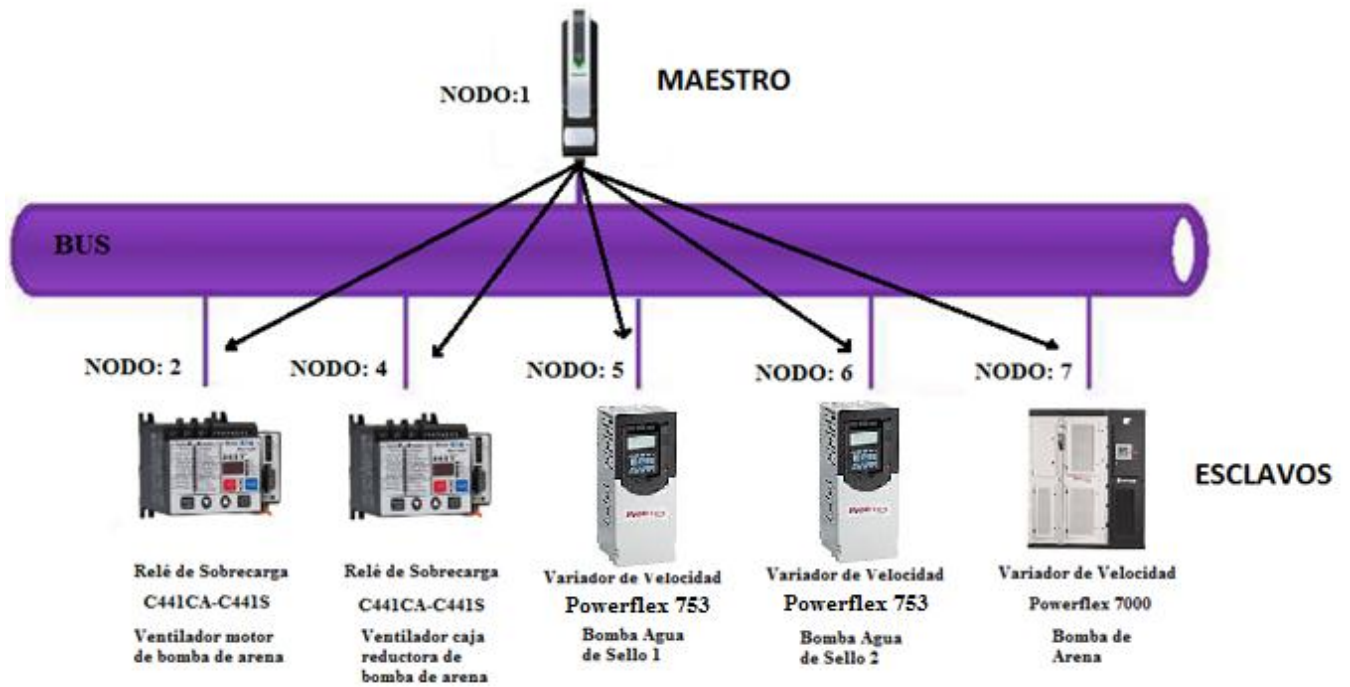 MAESTRO
NODO:1
BUS
NODO: 2
NODO: 4
NODO: 5
NODO: 6
NODO: 7
ESCLAVOS
Relé de Sobrecarga
C441CA-C441S
Ventilador motor
de bomba de arena
Relé de Sobrecarga
C441CA-C441S
Ventilador caja
reductora de
bomba de arena
Variador de Velocidad
Powerflex 753
Bomba Agua
de Sello 1
Variador de Velocidad
Powerflex 753
Bomba Agua
de Sello 2
Variador de Velocidad
Powerflex 7000
Bomba de
Arena